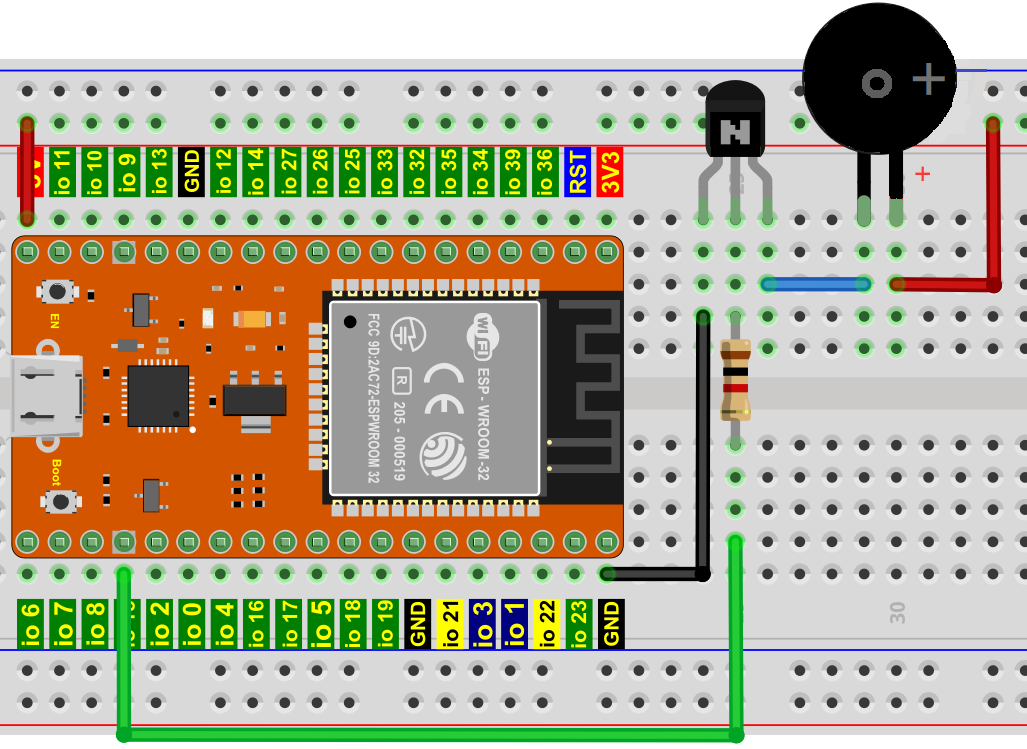 +
N
io 11
io 10
io 9
io 13
GND
io 12
io 14
io 27
io 26
io 25
io 33
io 32
io 35
io 34
io 39
io 36
RST
3V3
+
EN
Boot
FCC 9D:2AC72-ESPWROOM 32
R
205 - 000519
CE
Wi Fi
ESP - WROOM -32
io 6
io 7
io 8
io 2
io 0
io 4
io 16
io 17
io 5
io 18
io 19
GND
io 21
io 3
io 1
io 22
io 23
GND
30